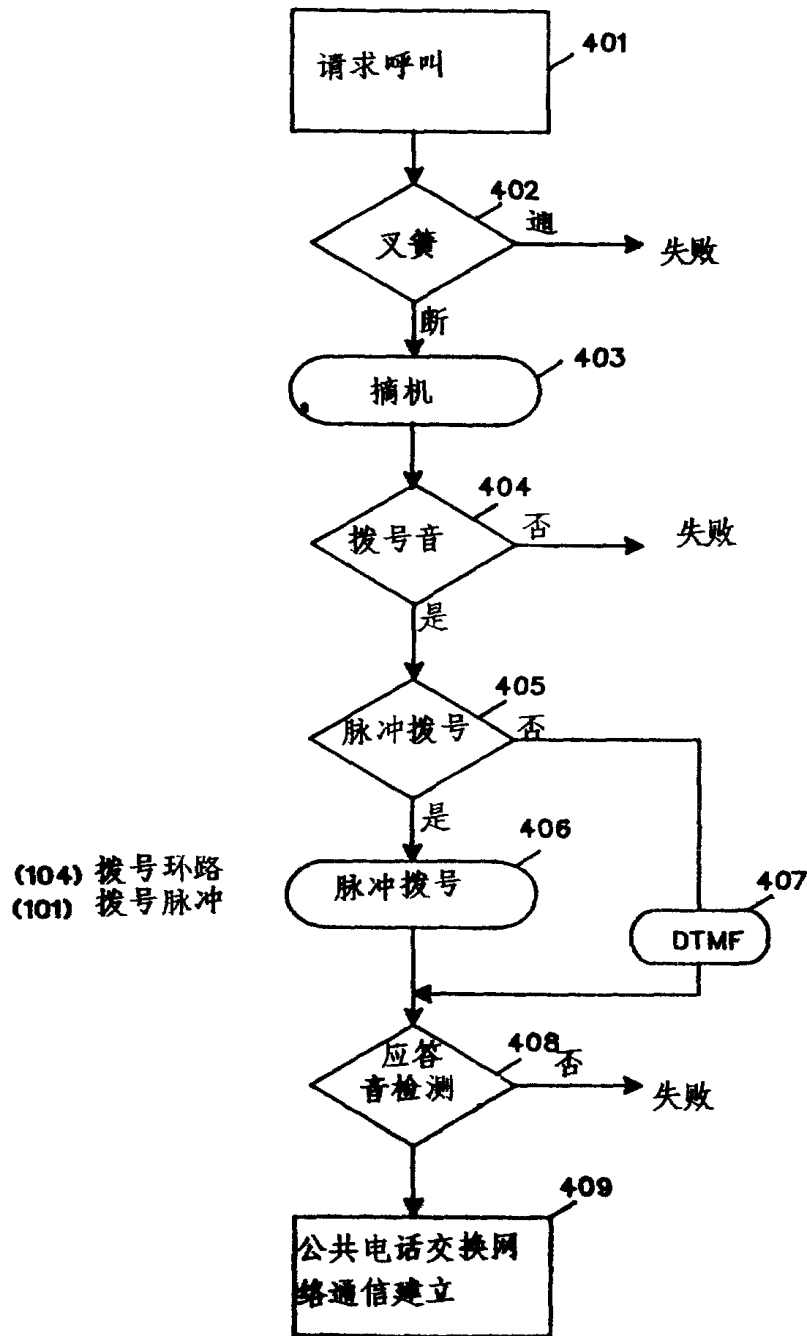 请求呼叫
401
402
叉簧
通
失败
断
403
摘机
404
拨号音
否
失败
是
405
脉冲拨号
否
是
406
(104) 拨号环路
(101) 拨号脉冲
脉冲拨号
407
DTMF
应答
音检测
408
否
失败
409
公共电话交换网
络通信建立